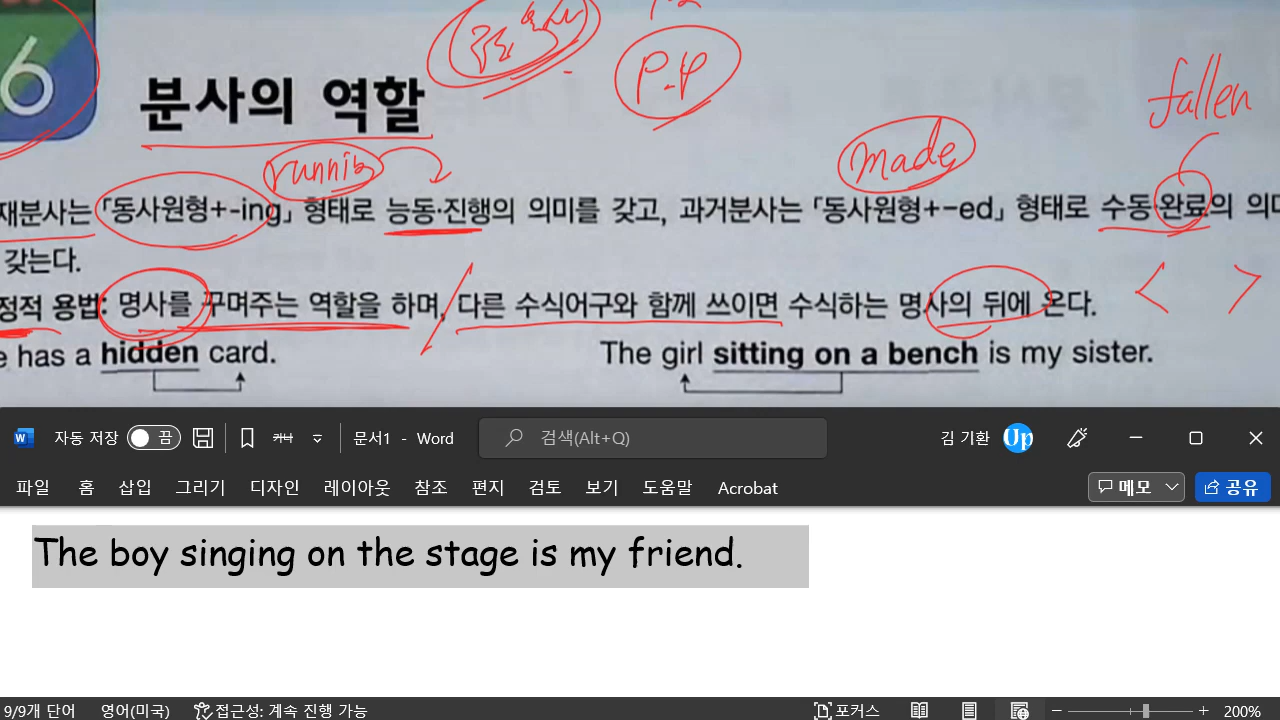 6
분사의 역할
P.P
fallen
made
재분사는 「동사원형+-ing」 형태로 능동·진행의 의미를 갖고, 과거분사는 「동사원형+-ed」 형태로 수동·완료의 의미
갖는다.
정적 용법: 명사를 꾸며주는 역할을 하며, 다른 수식어구와 함께 쓰이면 수식하는 명사의 뒤에 온다. < >
e has a hidden card. The girl sitting on a bench is my sister.
자동 저장 끔 가나 문서1 - Word 검색(Alt+Q) 김 기환 Up
파일 홈 삽입 그리기 디자인 레이아웃 참조 편지 검토 보기 도움말 Acrobat 메모 공유
The boy singing on the stage is my friend.
9/9개 단어 영어(미국) 접근성: 계속 진행 가능 포커스 200%